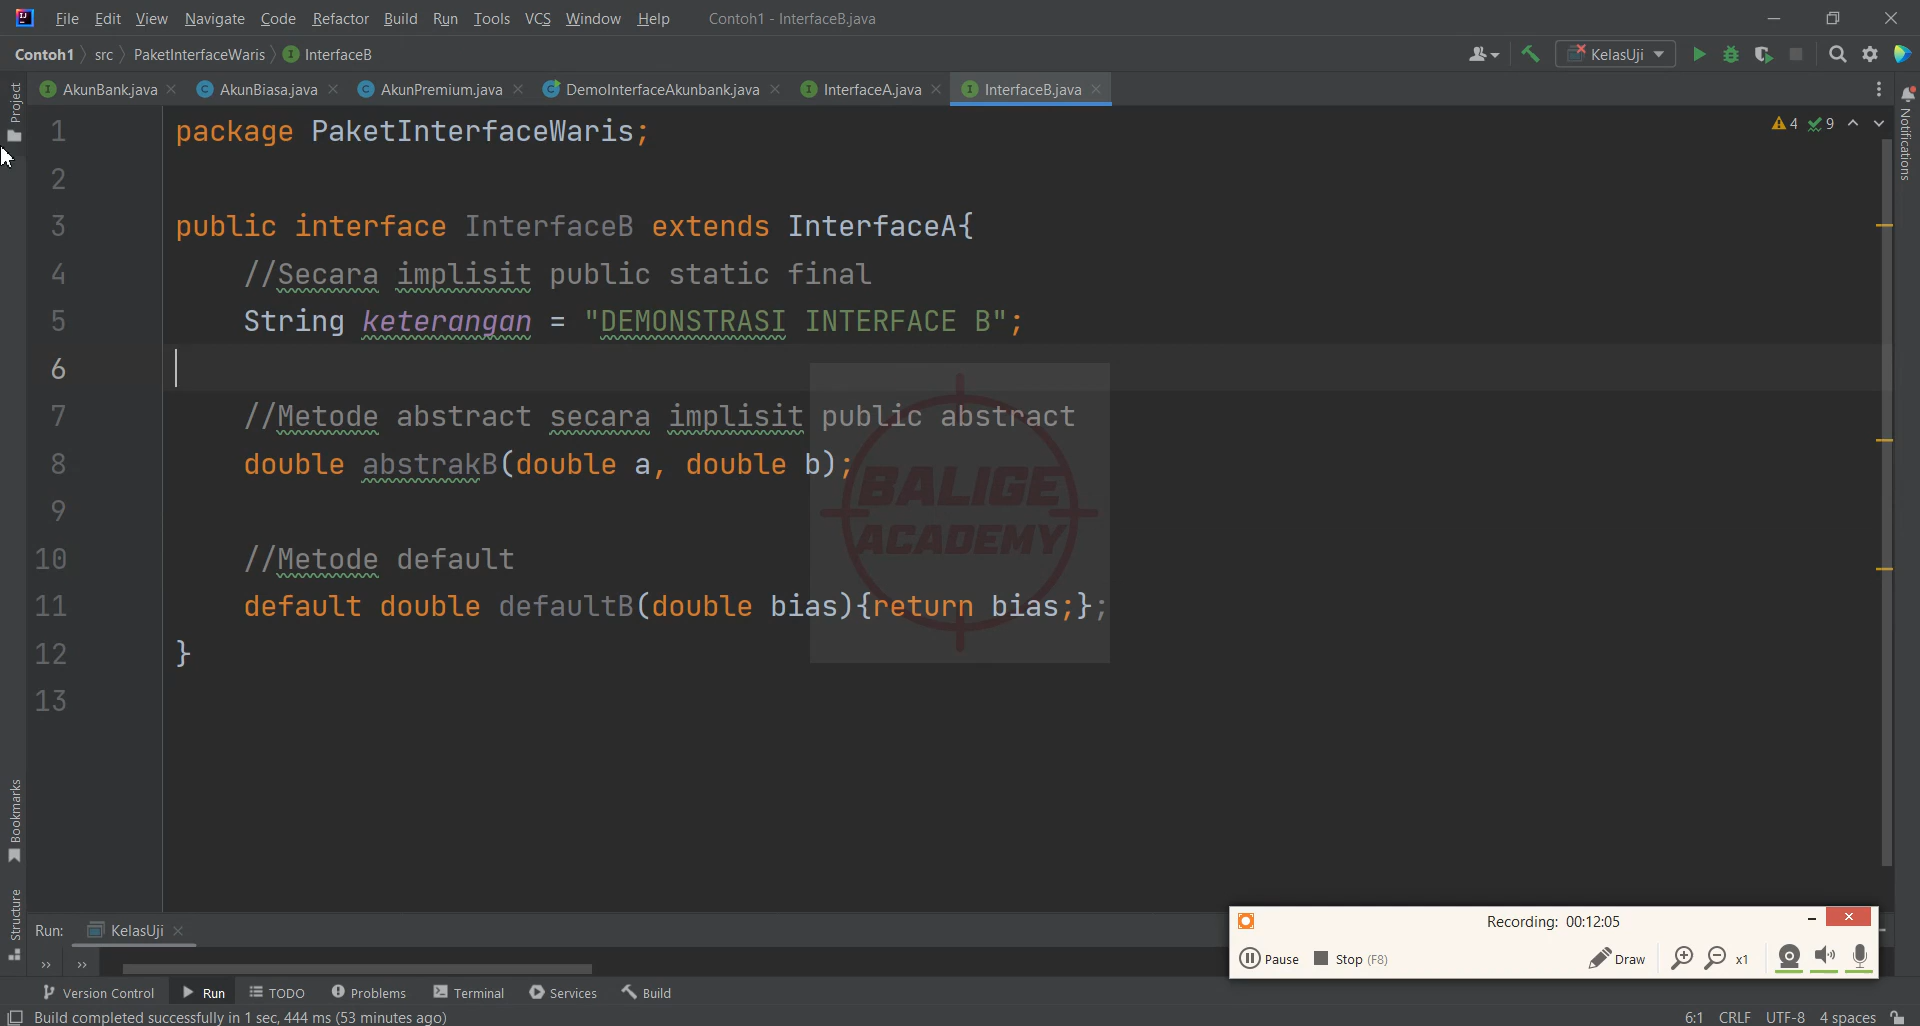 File Edit View Navigate Code Refactor Build Run Tools VCS Window Help Contoh1 - InterfaceB.java
Contoh1 src PaketInterfaceWaris InterfaceB KelasUji
AkunBank.java AkunBiasa.java AkunPremium.java DemoInterfaceAkunbank.java InterfaceA.java InterfaceB.java
Project
Notifications
4 9
1 package PaketInterfaceWaris;
2
3 public interface InterfaceB extends InterfaceA{
4 //Secara implisit public static final
5 String keterangan = "DEMONSTRASI INTERFACE B";
6
7 //Metode abstract secara implisit public abstract
8 double abstrakB(double a, double b);
9
10 //Metode default
11 default double defaultB(double bias){return bias;};
12 }
13
BALIGE
ACADEMY
Bookmarks
Structure
Run: KelasUji
Recording: 00:12:05
Pause Stop (F8) Draw x1
Version Control Run TODO Problems Terminal Services Build
Build completed successfully in 1 sec, 444 ms (53 minutes ago) 6:1 CRLF UTF-8 4 spaces